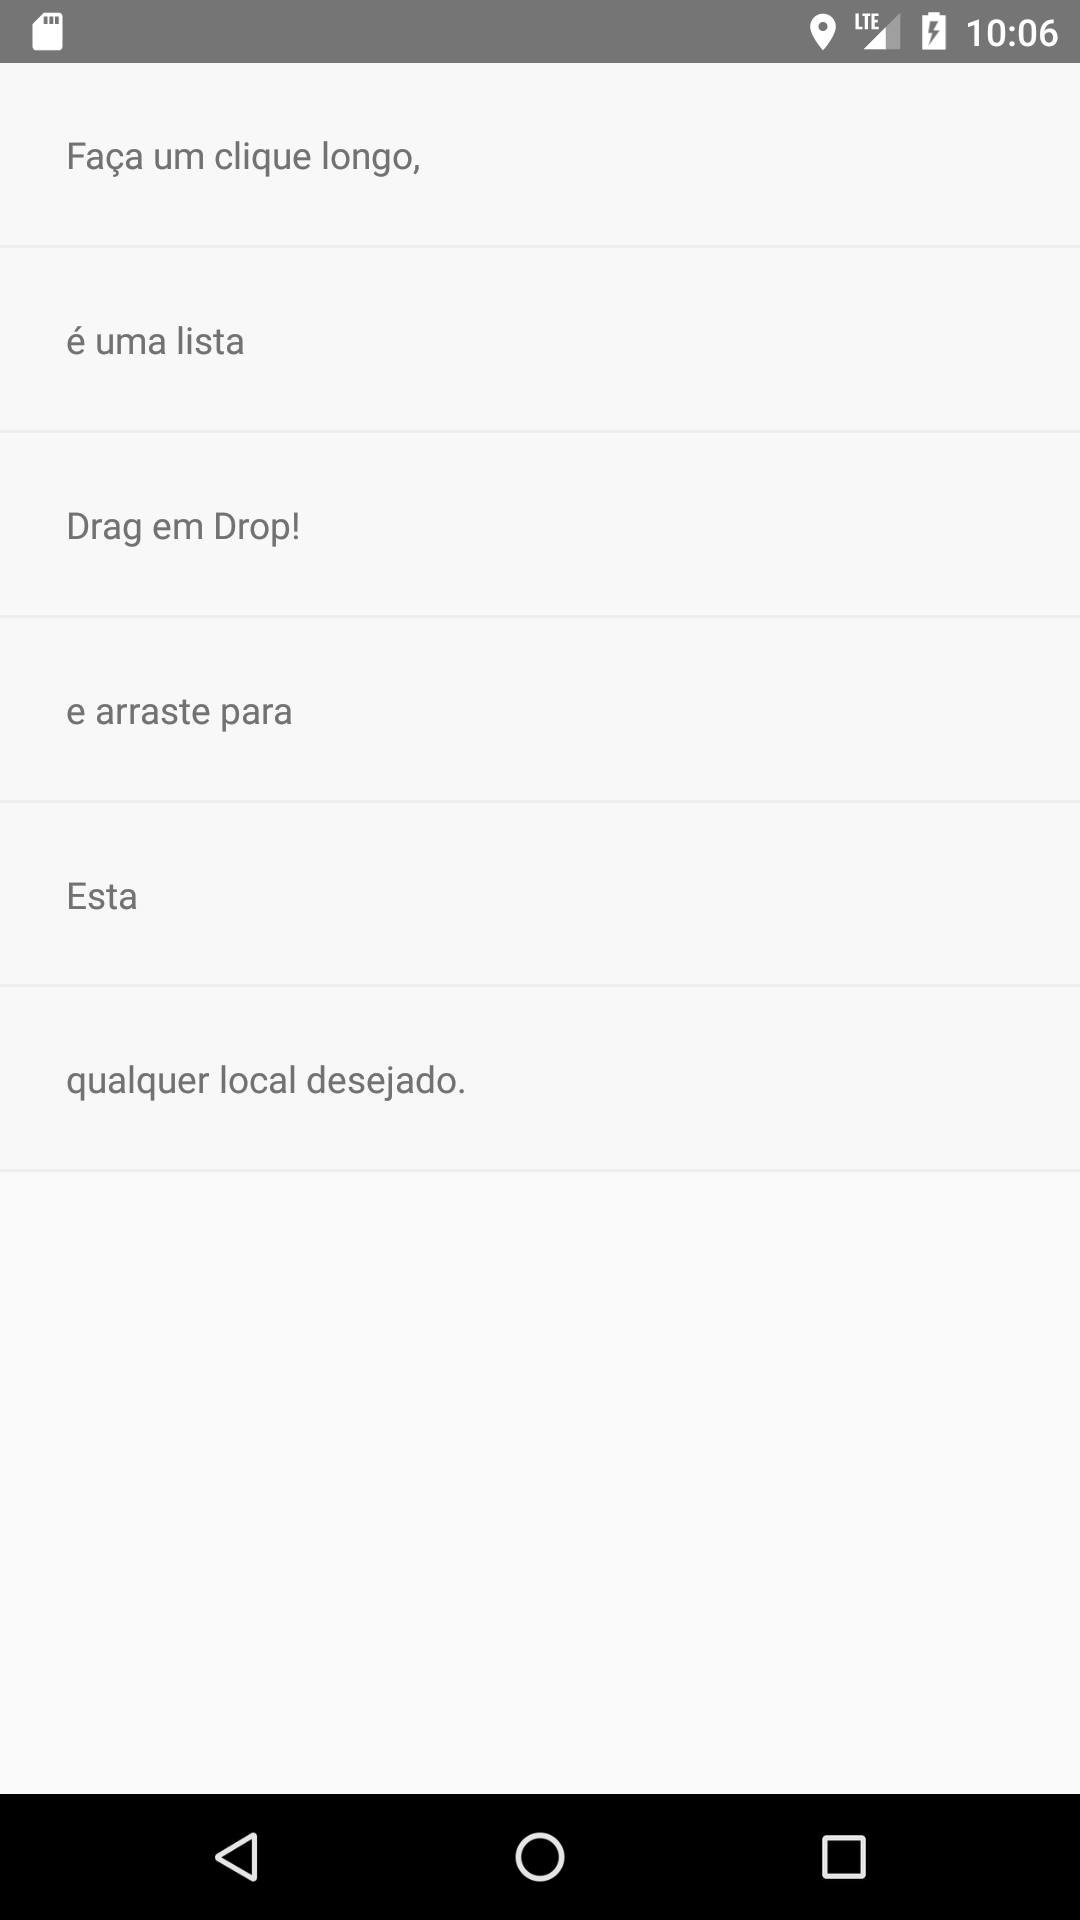 LTE 10:06
Faça um clique longo,
é uma lista
Drag em Drop!
e arraste para
Esta
qualquer local desejado.